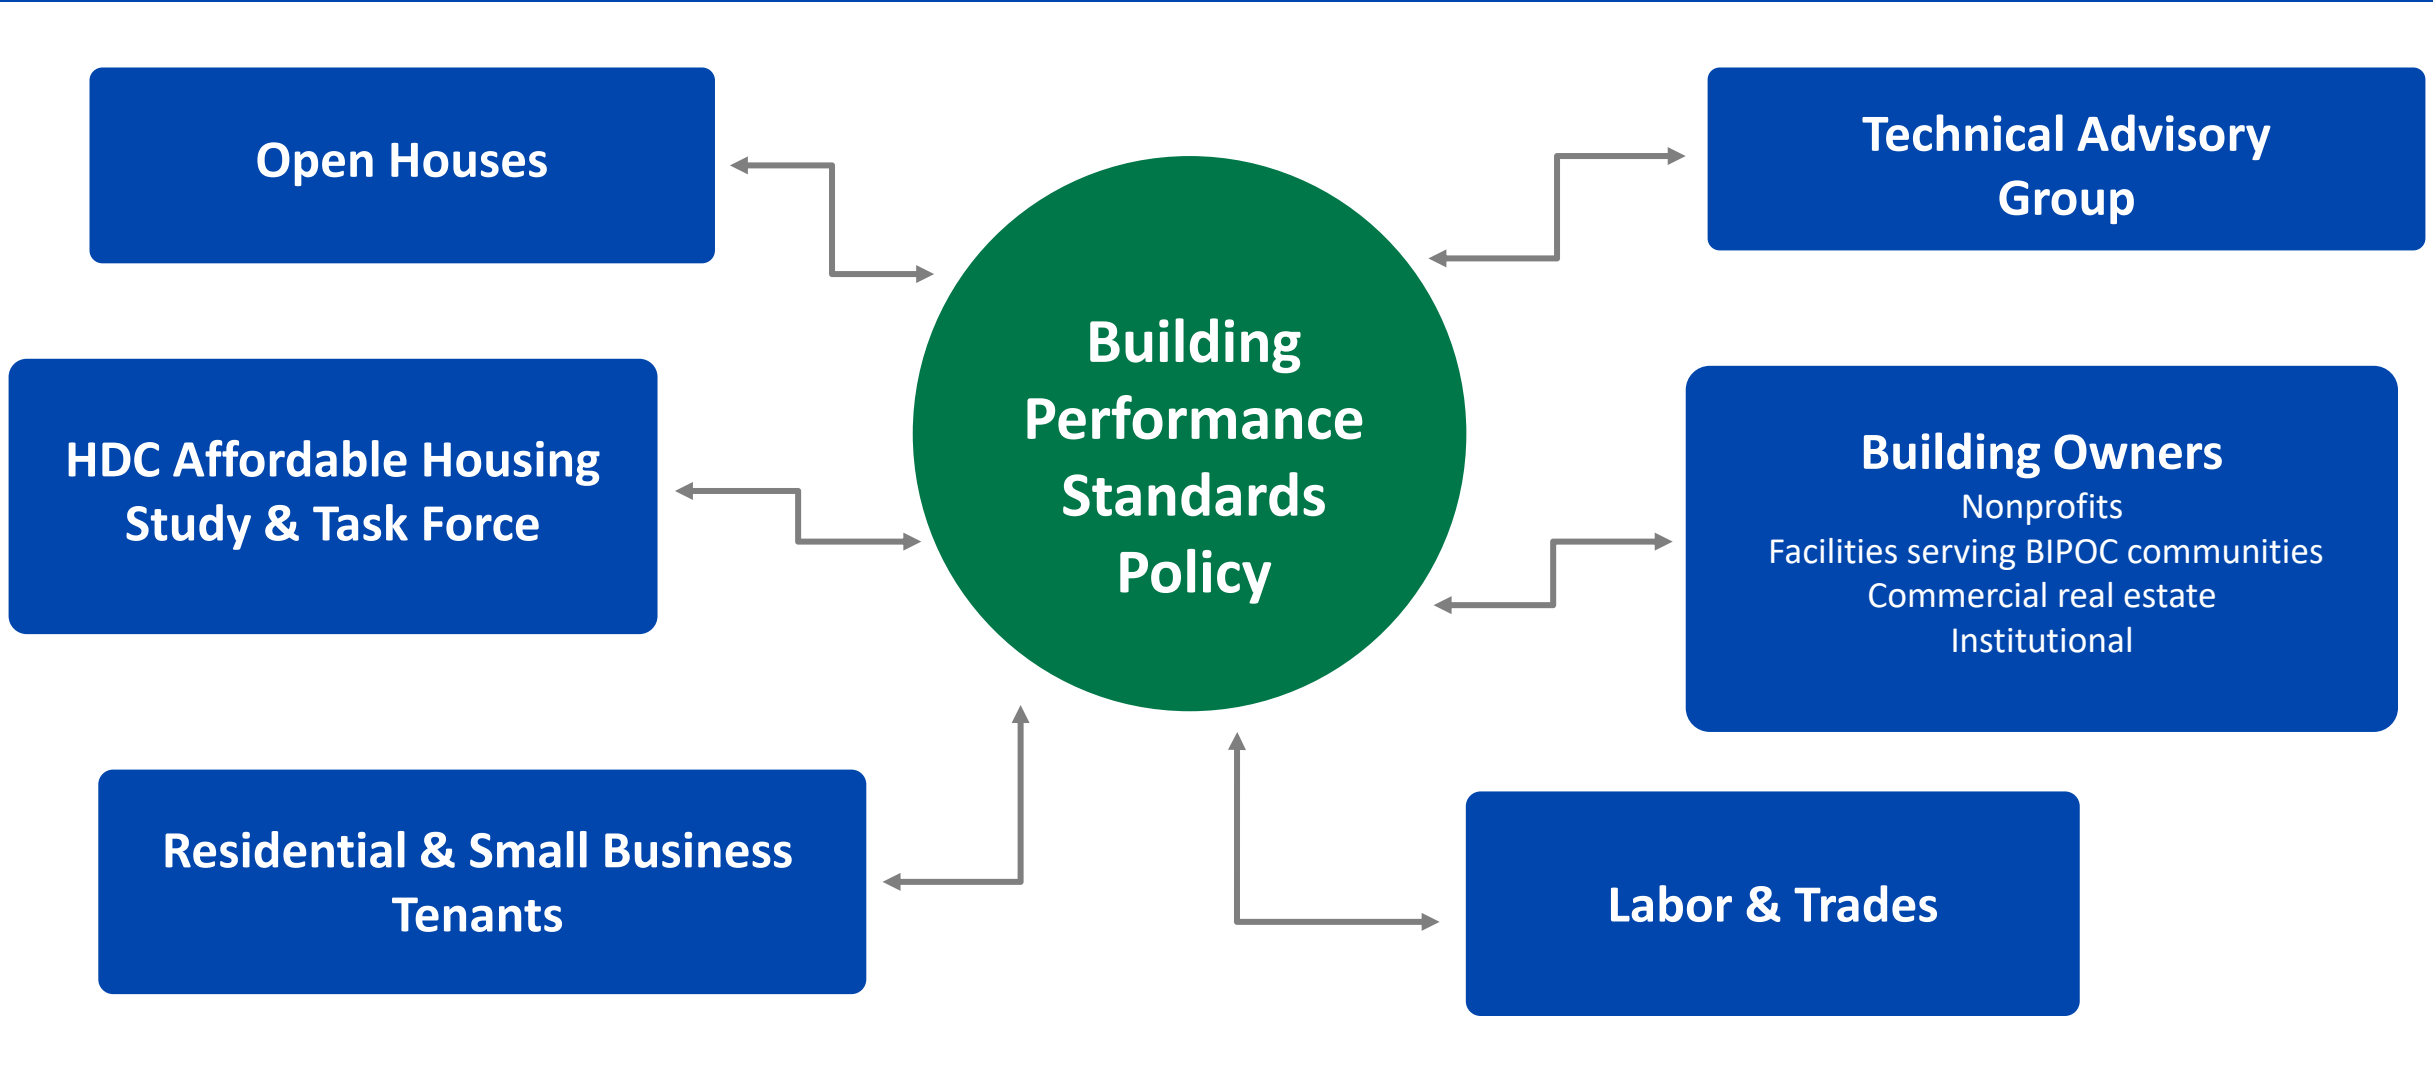 Open Houses
HDC Affordable Housing
Study & Task Force
Residential & Small Business
Tenants
Building
Performance
Standards
Policy
Technical Advisory
Group
Building Owners
Nonprofits
Facilities serving BIPOC communities
Commercial real estate
Institutional
Labor & Trades